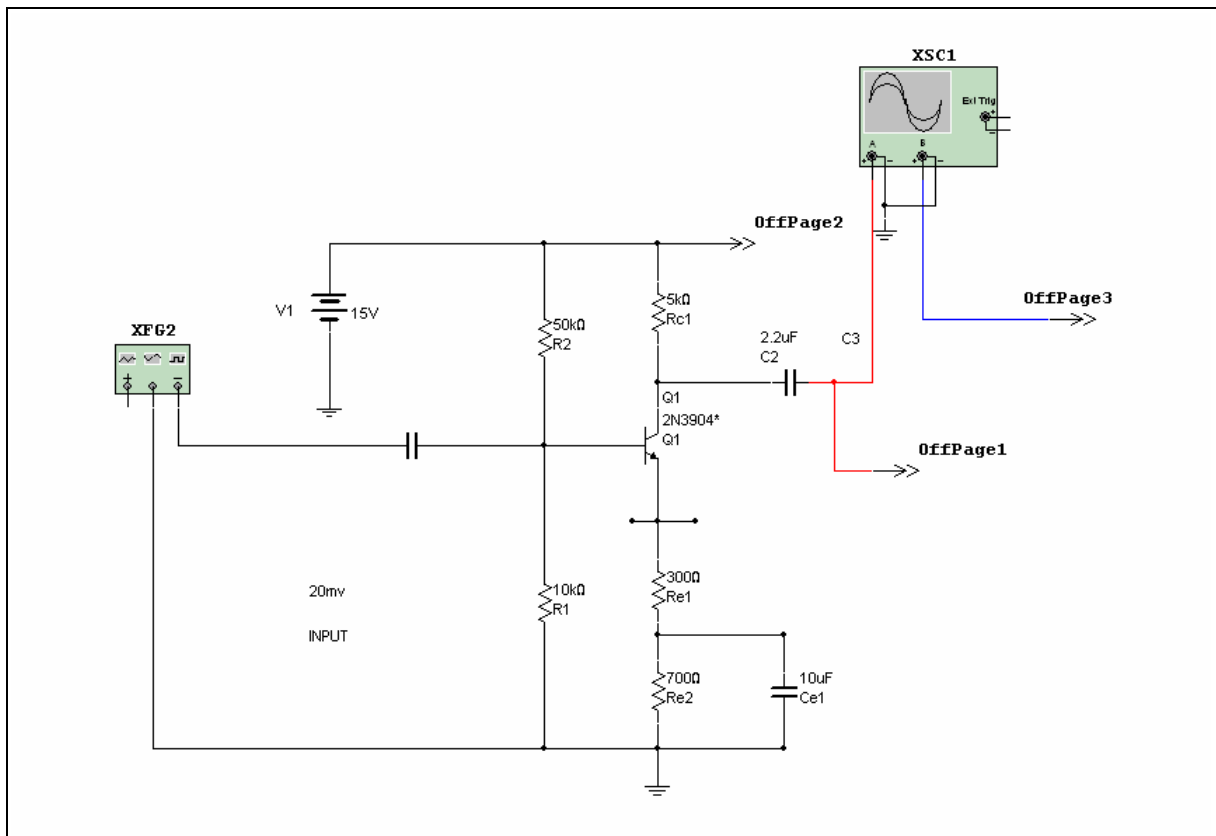 XSC1
Ext Trig
+
−
A
B
+ −
+ −
OffPage2
OffPage3
V1
15V
50kΩ
R2
5kΩ
Rc1
XFG2
+
−
2.2uF
C2
C3
Q1
2N3904*
Q1
OffPage1
20mv
INPUT
10kΩ
R1
300Ω
Re1
700Ω
Re2
10uF
Ce1